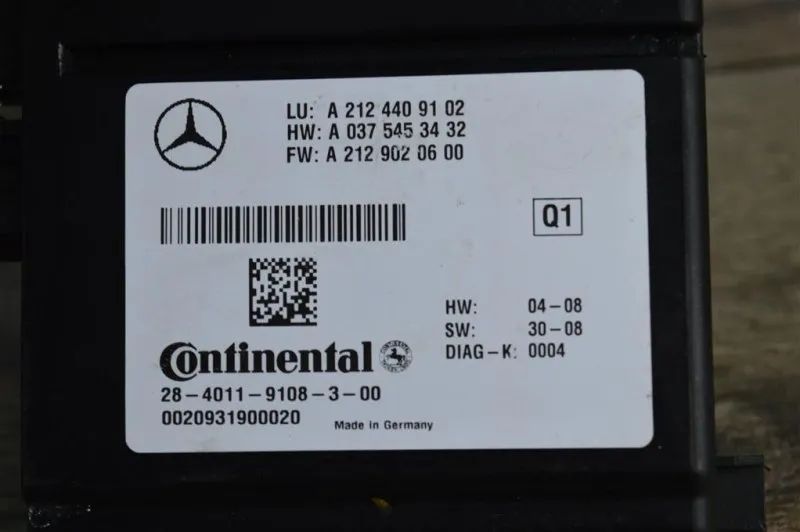 LU: A 212 440 91 02
HW: A 037 545 34 32
FW: A 212 902 06 00
Q1
HW: 04-08
SW: 30-08
DIAG-K: 0004
Continental
28-4011-9108-3-00
0020931900020
Made in Germany